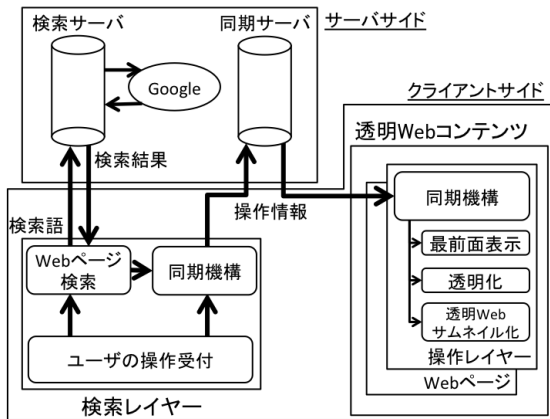 検索サーバ
同期サーバ
サーバサイド
Google
クライアントサイド
検索結果
透明Webコンテンツ
検索語
操作情報
同期機構
Webページ
検索
同期機構
最前面表示
透明化
透明Web
サムネイル化
ユーザの操作受付
操作レイヤー
Webページ
検索レイヤー